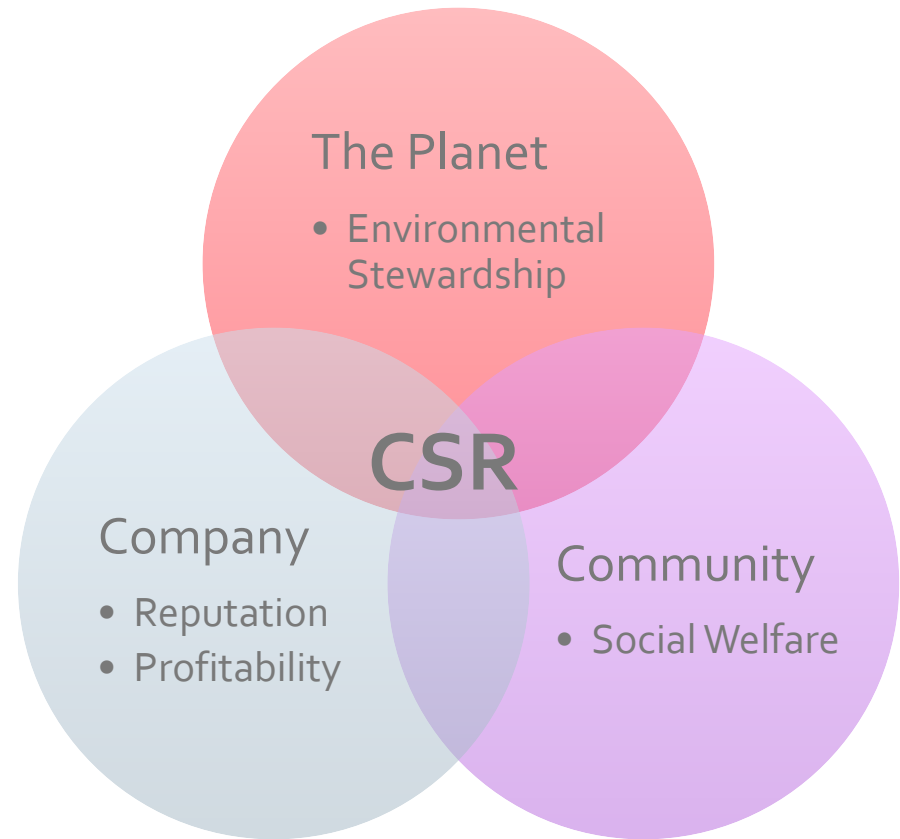 The Planet
• Environmental
Stewardship
CSR
Company
• Reputation
• Profitability
Community
• Social Welfare